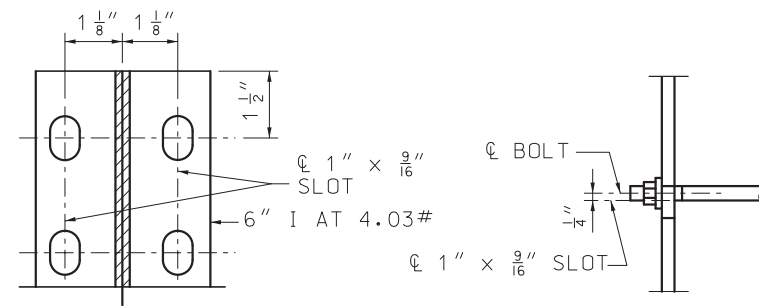 1 1/8" 1 1/8"
1 1/2"
℄ 1" x 9/16"
SLOT
6" I AT 4.03#
℄ BOLT
1/4"
℄ 1" x 9/16" SLOT